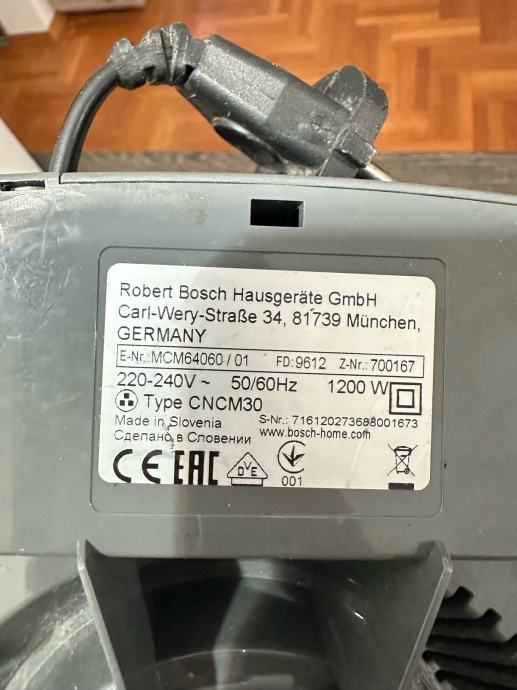 Robert Bosch Hausgeräte GmbH
Carl-Wery-Straße 34, 81739 München,
GERMANY
E-Nr.: MCM64060 / 01 FD: 9612 Z-Nr.: 700167
220-240V ~ 50/60Hz 1200 W
Type CNCM30
Made in Slovenia S-Nr.: 716120273688001673
Сделано в Словении www.bosch-home.com
CE EAC DVE 001